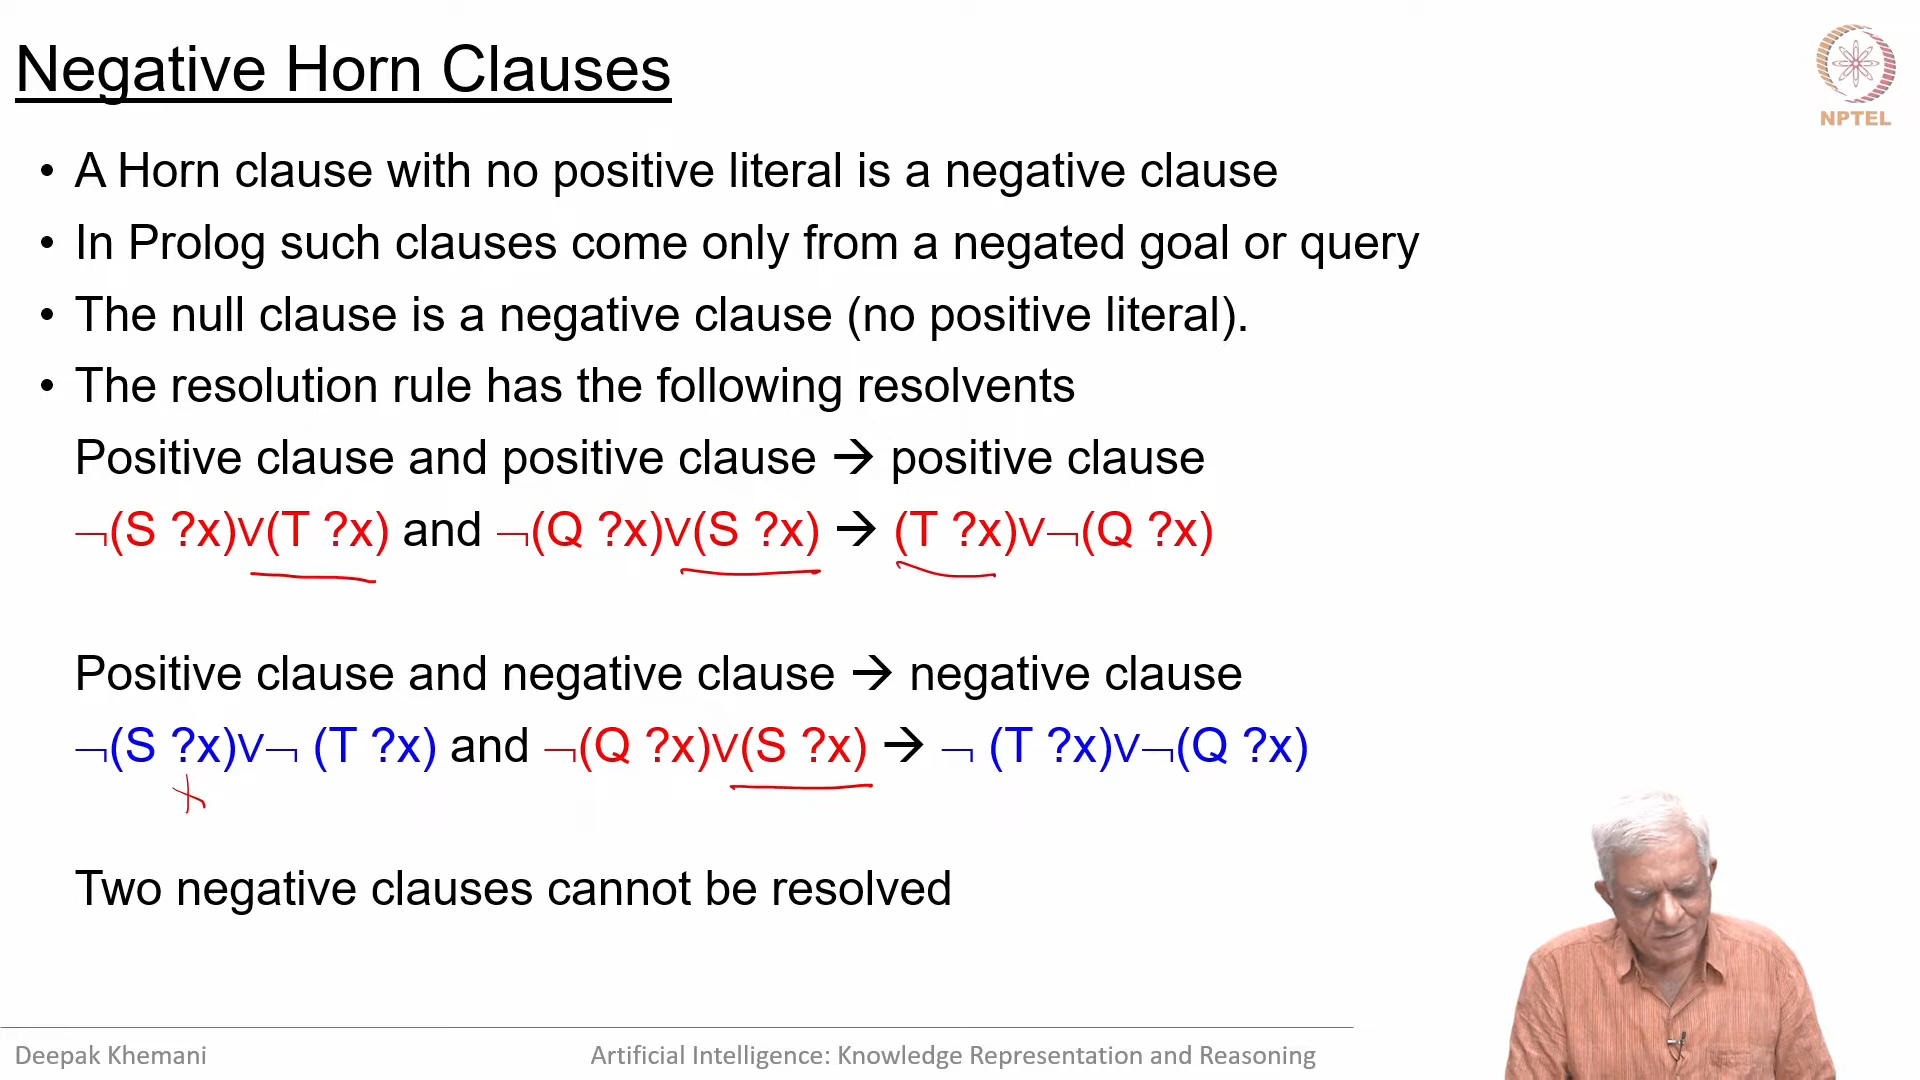 Negative Horn Clauses
NPTEL
• A Horn clause with no positive literal is a negative clause
• In Prolog such clauses come only from a negated goal or query
• The null clause is a negative clause (no positive literal).
• The resolution rule has the following resolvents
Positive clause and positive clause → positive clause
¬(S ?x)∨(T ?x) and ¬(Q ?x)∨(S ?x) → (T ?x)∨¬(Q ?x)
Positive clause and negative clause → negative clause
¬(S ?x)∨¬ (T ?x) and ¬(Q ?x)∨(S ?x) → ¬ (T ?x)∨¬(Q ?x)
Two negative clauses cannot be resolved
Deepak Khemani
Artificial Intelligence: Knowledge Representation and Reasoning